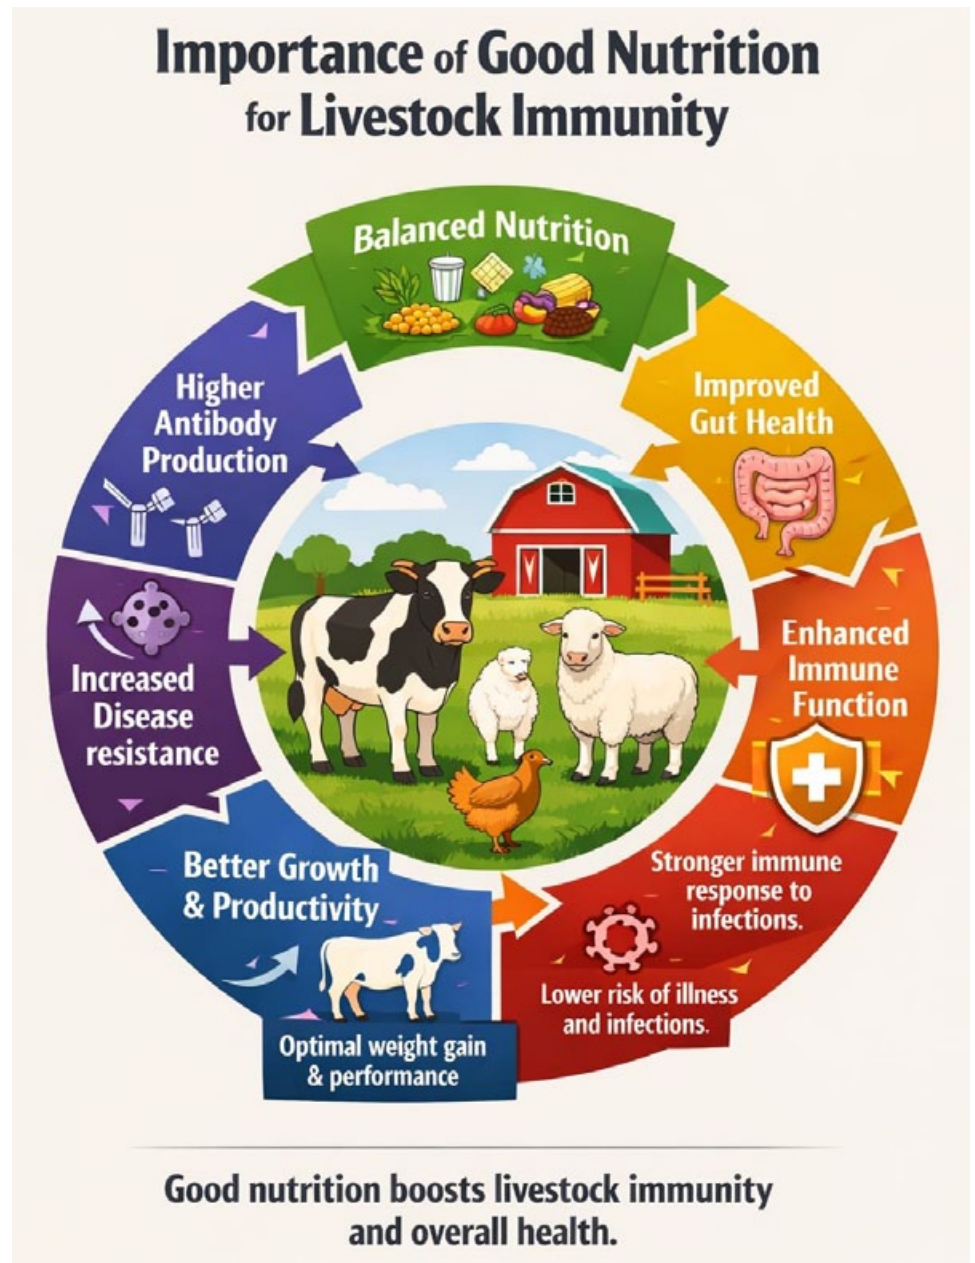 Importance of Good Nutrition
for Livestock Immunity
Balanced Nutrition
Improved
Gut Health
Enhanced
Immune
Function
Stronger immune
response to
infections.
Lower risk of illness
and infections.
Better Growth
& Productivity
Optimal weight gain
& performance
Increased
Disease
resistance
Higher
Antibody
Production
Good nutrition boosts livestock immunity
and overall health.